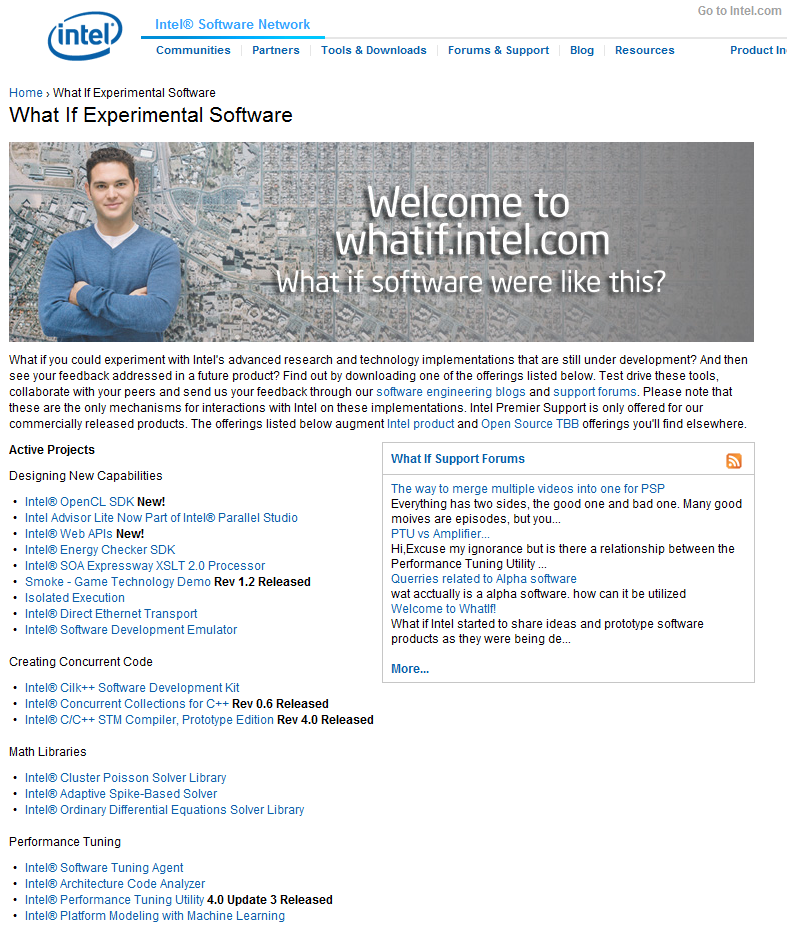 Go to Intel.com
intel
Intel® Software Network
Communities Partners Tools & Downloads Forums & Support Blog Resources Product In
Home › What If Experimental Software
What If Experimental Software
Welcome to
whatif.intel.com
What if software were like this?
What if you could experiment with Intel's advanced research and technology implementations that are still under development? And then
see your feedback addressed in a future product? Find out by downloading one of the offerings listed below. Test drive these tools,
collaborate with your peers and send us your feedback through our software engineering blogs and support forums. Please note that
these are the only mechanisms for interactions with Intel on these implementations. Intel Premier Support is only offered for our
commercially released products. The offerings listed below augment Intel product and Open Source TBB offerings you'll find elsewhere.
Active Projects
Designing New Capabilities
• Intel® OpenCL SDK New!
• Intel Advisor Lite Now Part of Intel® Parallel Studio
• Intel® Web APIs New!
• Intel® Energy Checker SDK
• Intel® SOA Expressway XSLT 2.0 Processor
• Smoke - Game Technology Demo Rev 1.2 Released
• Isolated Execution
• Intel® Direct Ethernet Transport
• Intel® Software Development Emulator
Creating Concurrent Code
• Intel® Cilk++ Software Development Kit
• Intel® Concurrent Collections for C++ Rev 0.6 Released
• Intel® C/C++ STM Compiler, Prototype Edition Rev 4.0 Released
Math Libraries
• Intel® Cluster Poisson Solver Library
• Intel® Adaptive Spike-Based Solver
• Intel® Ordinary Differential Equations Solver Library
Performance Tuning
• Intel® Software Tuning Agent
• Intel® Architecture Code Analyzer
• Intel® Performance Tuning Utility 4.0 Update 3 Released
• Intel® Platform Modeling with Machine Learning
What If Support Forums
The way to merge multiple videos into one for PSP
Everything has two sides, the good one and bad one. Many good
moives are episodes, but you...
PTU vs Amplifier...
Hi,Excuse my ignorance but is there a relationship between the
Performance Tuning Utility ...
Querries related to Alpha software
wat acctually is a alpha software. how can it be utilized
Welcome to WhatIf!
What if Intel started to share ideas and prototype software
products as they were being de...
More...